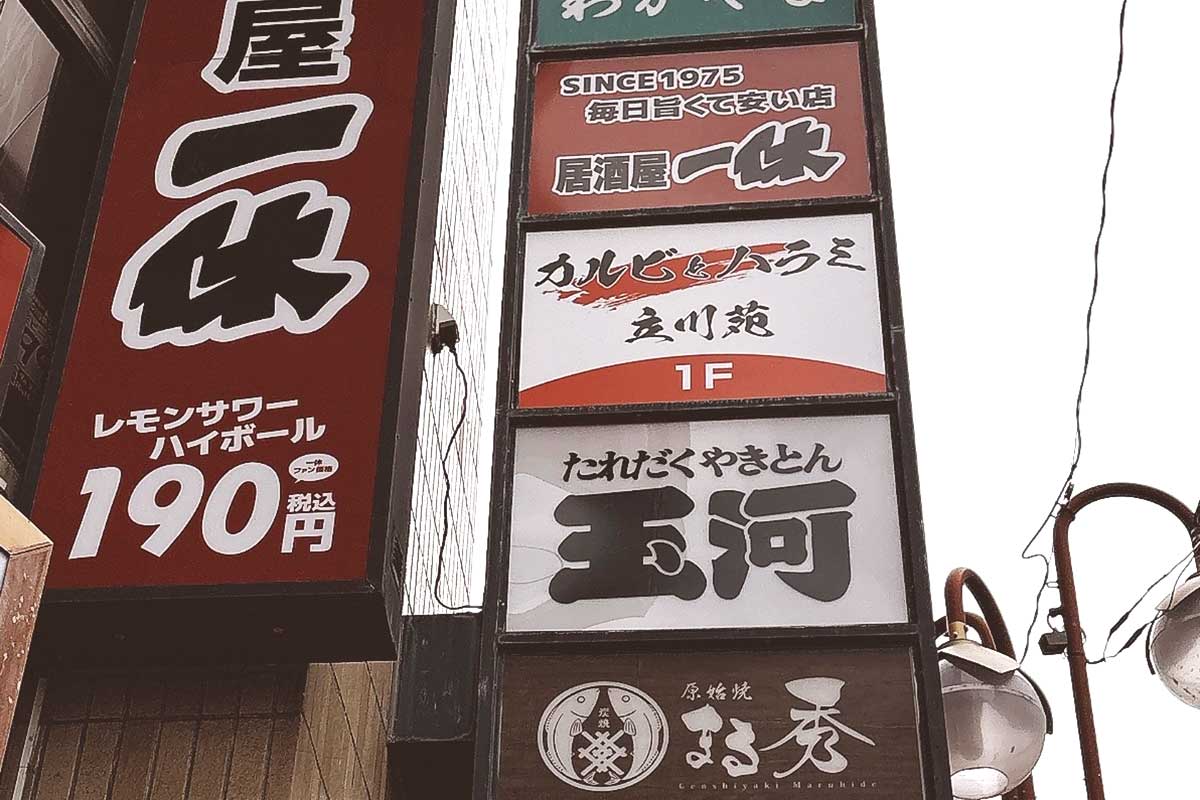 屋
一
休
レモンサワー
ハイボール
一休
ファン価格
190
税込
円
SINCE1975
毎日旨くて安い店
居酒屋一休
カルビとハラミ
立川苑
1F
たれだくやきとん
玉河
炭焼
原始焼
まる秀
Genshiyaki Maruhide